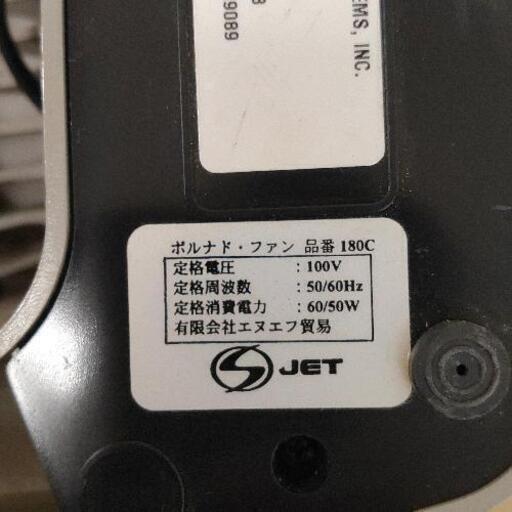 EMS, INC.
8
9089
ボルナド・ファン 品番 180C
定格電圧 : 100V
定格周波数 : 50/60Hz
定格消費電力 : 60/50W
有限会社エヌエフ貿易
JET